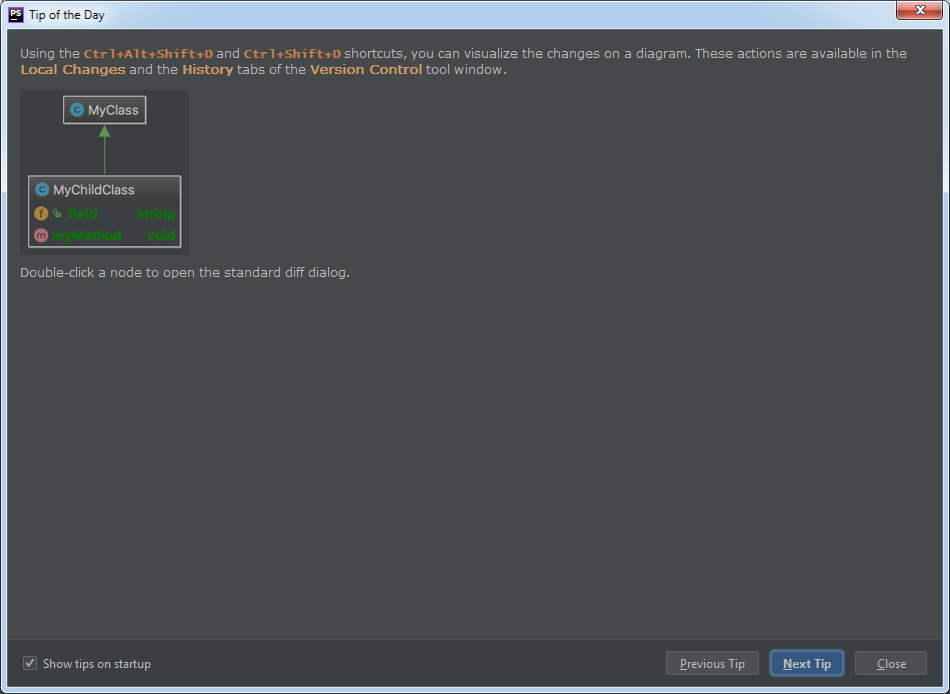 PS Tip of the Day
Using the Ctrl+Alt+Shift+D and Ctrl+Shift+D shortcuts, you can visualize the changes on a diagram. These actions are available in the
Local Changes and the History tabs of the Version Control tool window.
C MyClass
C MyChildClass
f field string
m myMethod void
Double-click a node to open the standard diff dialog.
Show tips on startup
Previous Tip Next Tip Close